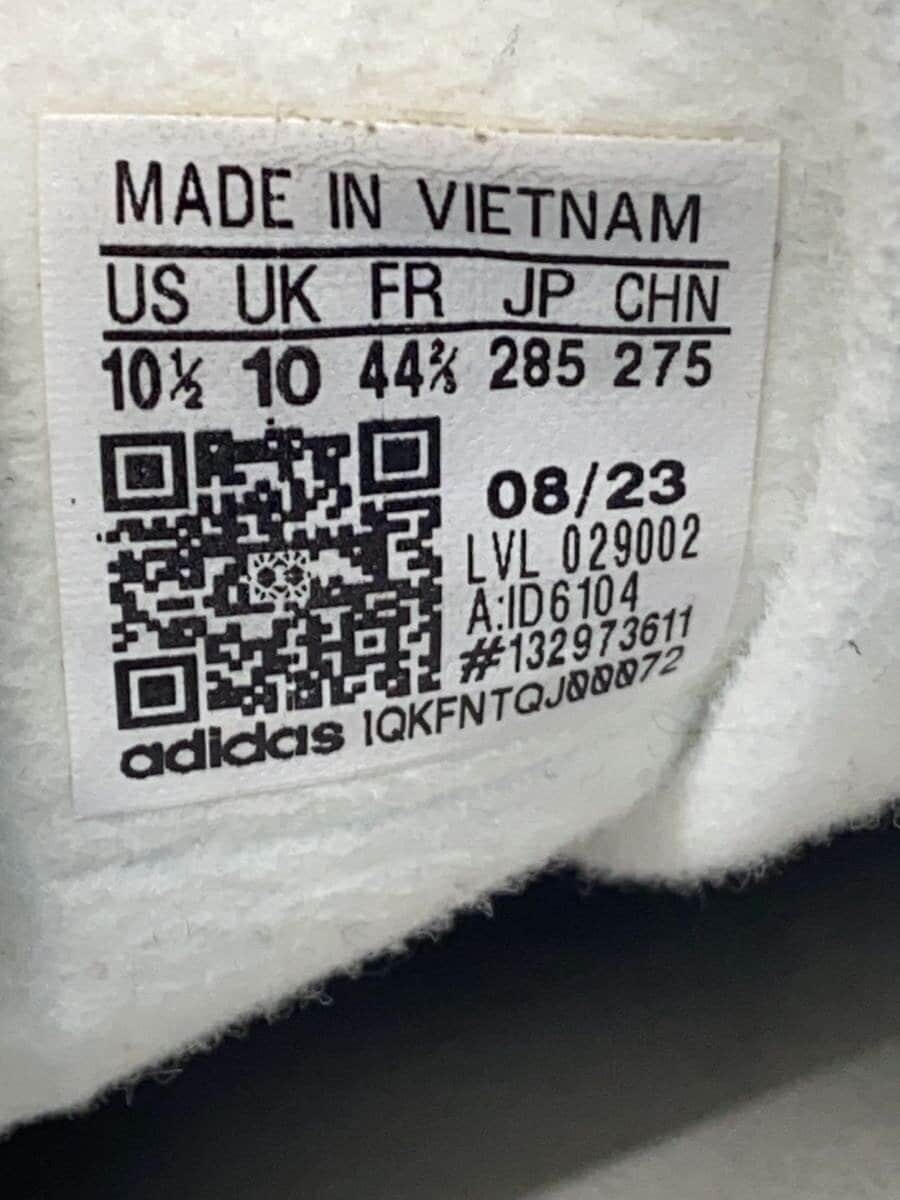 MADE IN VIETNAM
US UK FR JP CHN
10½ 10 44⅔ 285 275
08/23
LVL 029002
A:ID6104
#132973611
adidas 1QKFNTQJ00072